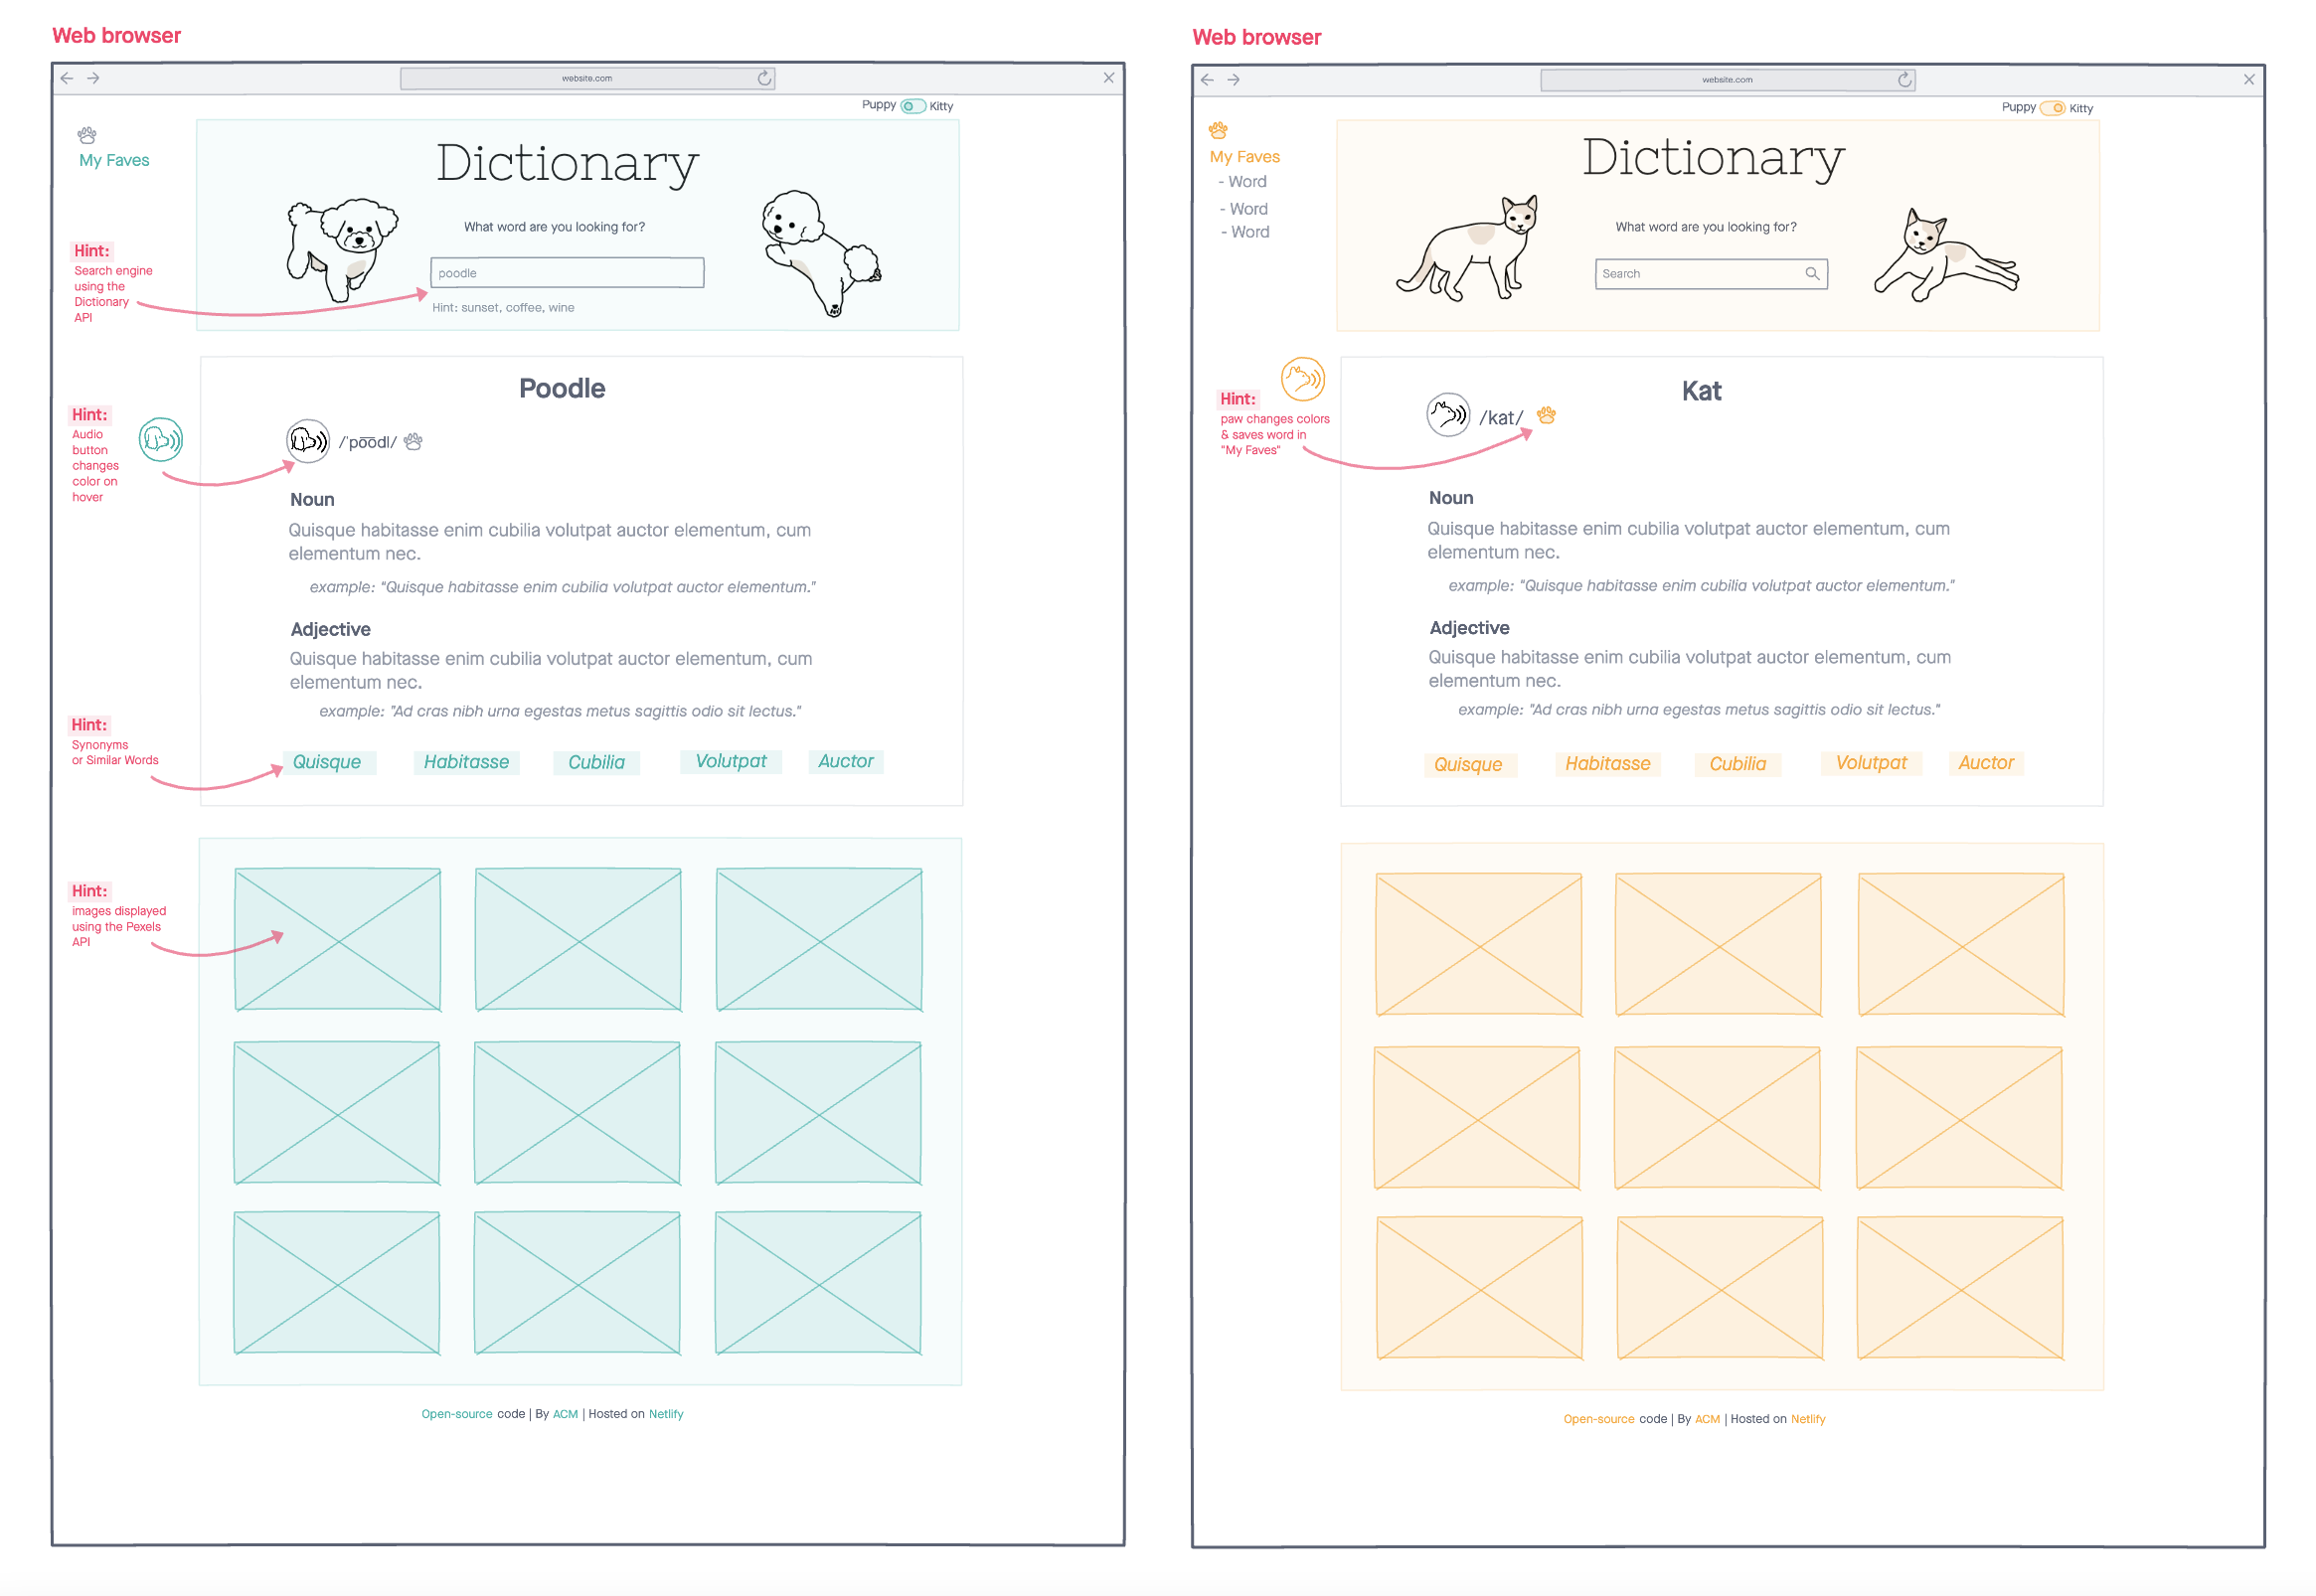 Web browser
website.com
Puppy Kitty
My Faves
Dictionary
What word are you looking for?
poodle
Hint: sunset, coffee, wine
Hint:
Search engine
using the
Dictionary
API
Poodle
/ˈpo͞odl/
Hint:
Audio
button
changes
color on
hover
Noun
Quisque habitasse enim cubilia volutpat auctor elementum, cum
elementum nec.
example: "Quisque habitasse enim cubilia volutpat auctor elementum."
Adjective
Quisque habitasse enim cubilia volutpat auctor elementum, cum
elementum nec.
example: "Ad cras nibh urna egestas metus sagittis odio sit lectus."
Hint:
Synonyms
or Similar Words
Quisque Habitasse Cubilia Volutpat Auctor
Hint:
images displayed
using the Pexels
API
Open-source code | By ACM | Hosted on Netlify
Web browser
website.com
Puppy Kitty
My Faves
- Word
- Word
- Word
Dictionary
What word are you looking for?
Search
Kat
/kat/
Hint:
paw changes colors
& saves word in
"My Faves"
Noun
Quisque habitasse enim cubilia volutpat auctor elementum, cum
elementum nec.
example: "Quisque habitasse enim cubilia volutpat auctor elementum."
Adjective
Quisque habitasse enim cubilia volutpat auctor elementum, cum
elementum nec.
example: "Ad cras nibh urna egestas metus sagittis odio sit lectus."
Quisque Habitasse Cubilia Volutpat Auctor
Open-source code | By ACM | Hosted on Netlify